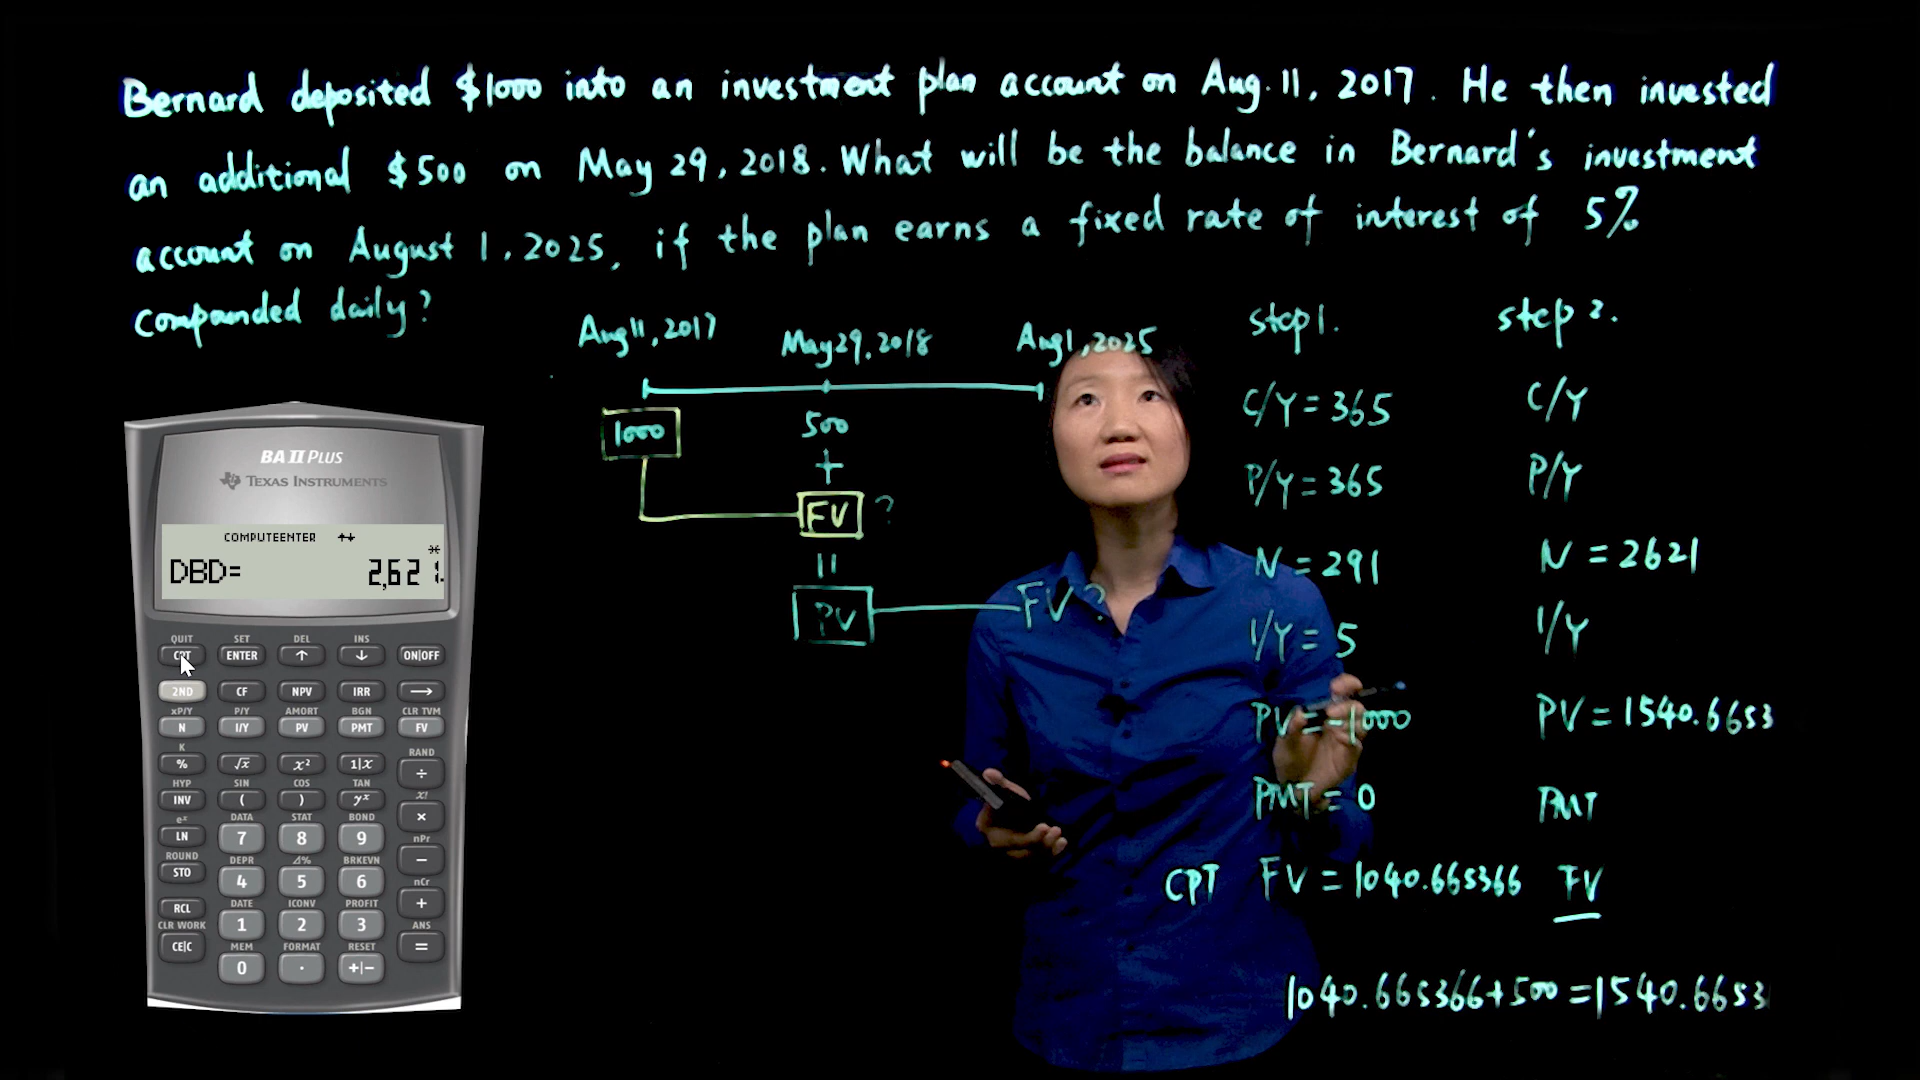 Bernard deposited $1000 into an investment plan account on Aug. 11, 2017. He then invested
an additional $500 on May 29, 2018. What will be the balance in Bernard's investment
account on August 1, 2025, if the plan earns a fixed rate of interest of 5%
compounded daily?
Aug 11, 2017 May 29, 2018 Aug 1, 2025
1000
500
+
FV ?
=
PV FV?
step 1.
C/Y = 365
P/Y = 365
N = 291
I/Y = 5
PV = -1000
PMT = 0
CPT FV = 1040.665366
step 2.
C/Y
P/Y
N = 2621
I/Y
PV = 1540.6653
PMT
FV
1040.665366 + 500 = 1540.6653
BA II PLUS
TEXAS INSTRUMENTS
COMPUTE ENTER ↑↓
*
DBD= 2,621.
QUIT SET DEL INS
CPT ENTER ↑ ↓ ON|OFF
2ND CF NPV IRR →
xP/Y P/Y AMORT BGN CLR TVM
N I/Y PV PMT FV
K RAND
% √x x² 1|x ÷
HYP SIN COS TAN x!
INV ( ) yˣ ×
eˣ DATA STAT BOND nPr
LN 7 8 9 −
ROUND DEPR Δ% BRKEVN nCr
STO 4 5 6 +
DATE ICONV PROFIT ANS
RCL 1 2 3 =
CLR WORK MEM FORMAT RESET
CE|C 0 . +|−